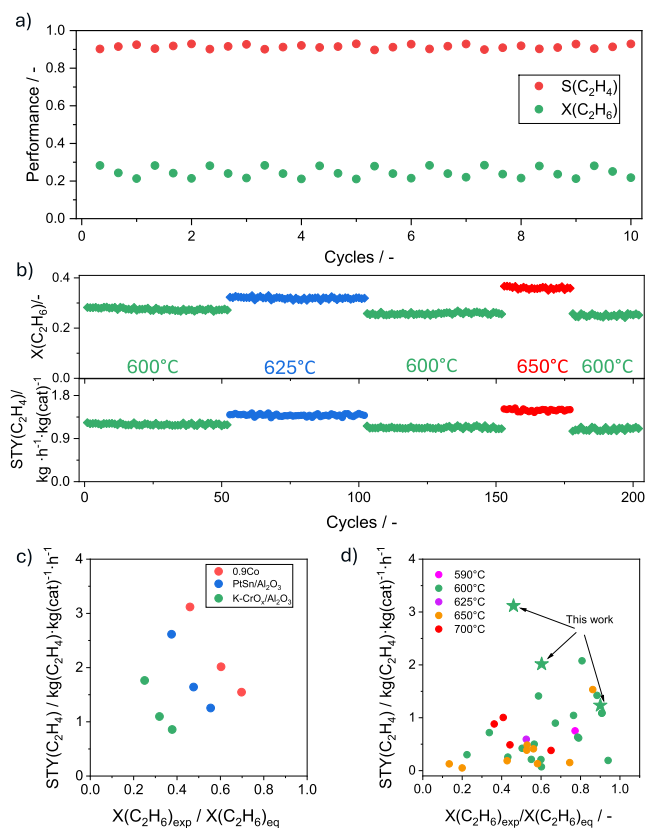 a)
1.0
0.8
0.6
0.4
0.2
0.0
Performance / -
S(C₂H₄)
X(C₂H₆)
0 2 4 6 8 10
Cycles / -
b)
0.4
0.2
0.0
X(C₂H₆)/-
600°C 625°C 600°C 650°C 600°C
1.8
0.9
0.0
STY(C₂H₄)/
kg ·h⁻¹·kg(cat)⁻¹
0 50 100 150 200
Cycles / -
c)
4
3
2
1
0
STY(C₂H₄) / kg(C₂H₄)·kg(cat)⁻¹·h⁻¹
0.9Co
PtSn/Al₂O₃
K-CrOₓ/Al₂O₃
0.0 0.2 0.4 0.6 0.8 1.0
X(C₂H₆)exp / X(C₂H₆)eq
d)
4
3
2
1
0
STY(C₂H₄) / kg(C₂H₄)·kg(cat)⁻¹·h⁻¹
590°C
600°C
625°C
650°C
700°C
This work
0.0 0.2 0.4 0.6 0.8 1.0
X(C₂H₆)exp/X(C₂H₆)eq / -